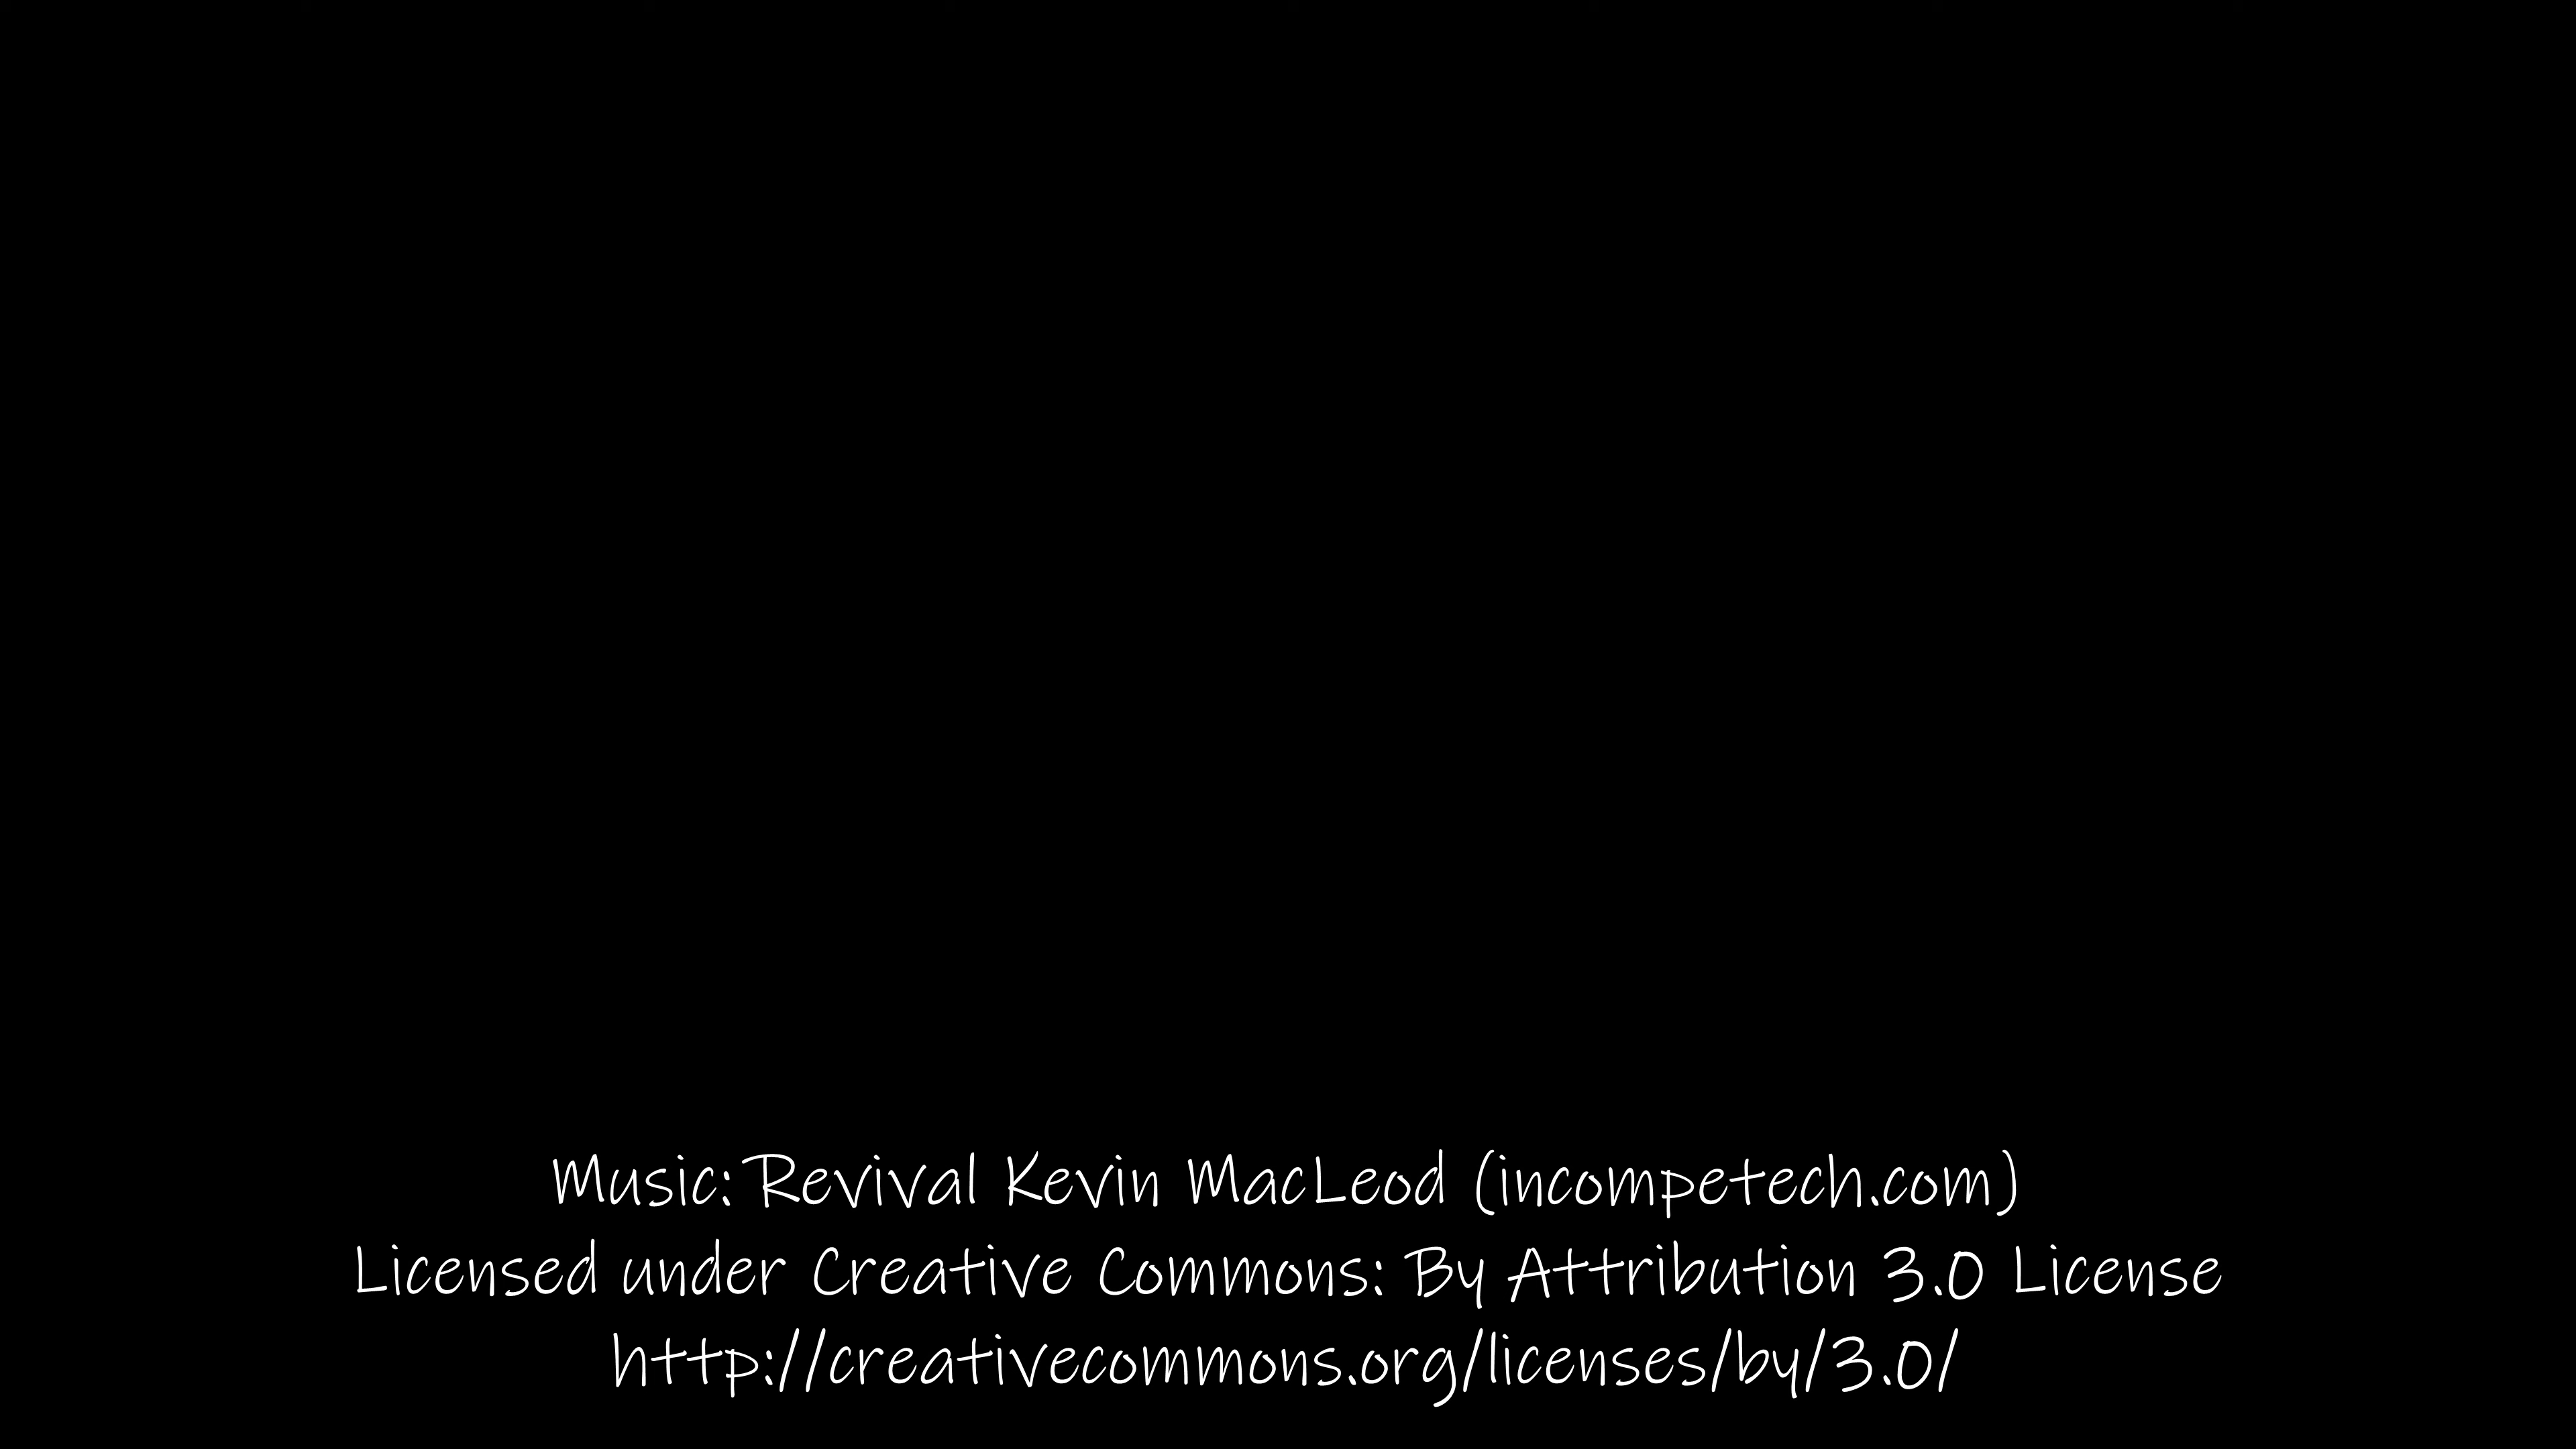 Music: Revival Kevin MacLeod (incompetech.com)
Licensed under Creative Commons: By Attribution 3.0 License
http://creativecommons.org/licenses/by/3.0/